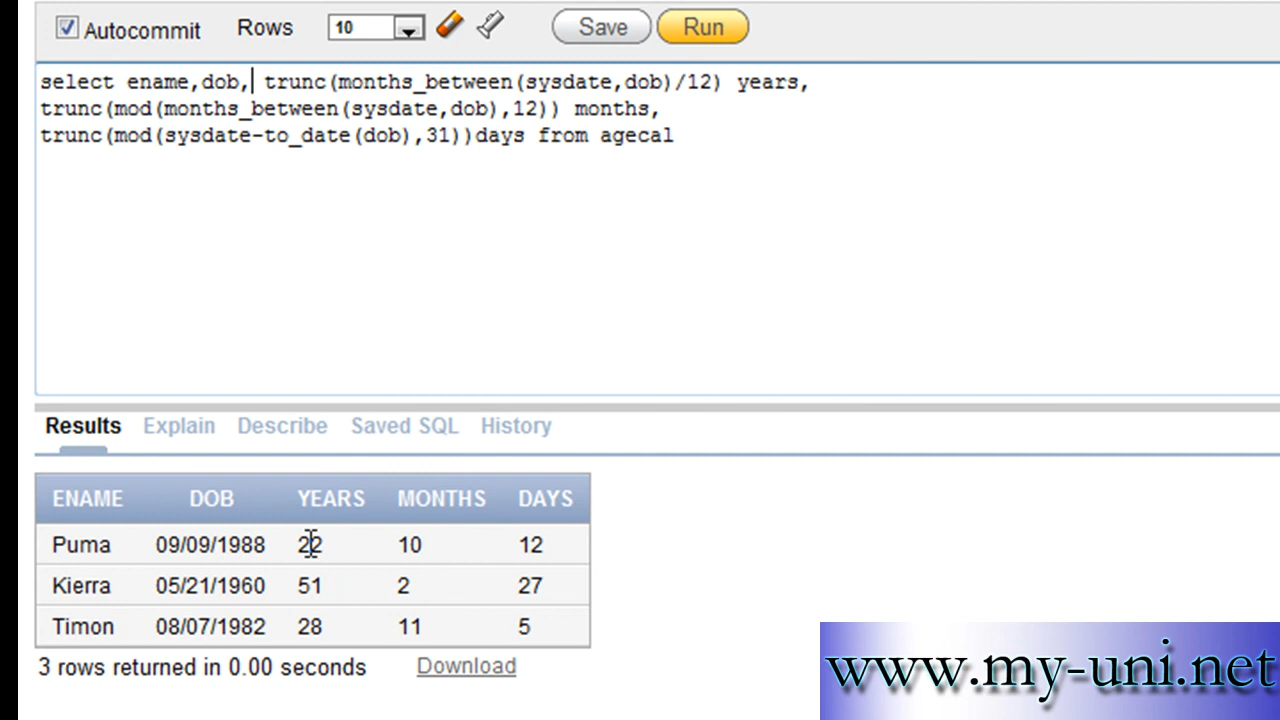 Autocommit Rows 10 Save Run
select ename,dob, trunc(months_between(sysdate,dob)/12) years,
trunc(mod(months_between(sysdate,dob),12)) months,
trunc(mod(sysdate-to_date(dob),31))days from agecal
Results Explain Describe Saved SQL History
ENAME DOB YEARS MONTHS DAYS
Puma 09/09/1988 22 10 12
Kierra 05/21/1960 51 2 27
Timon 08/07/1982 28 11 5
3 rows returned in 0.00 seconds Download
www.my-uni.net